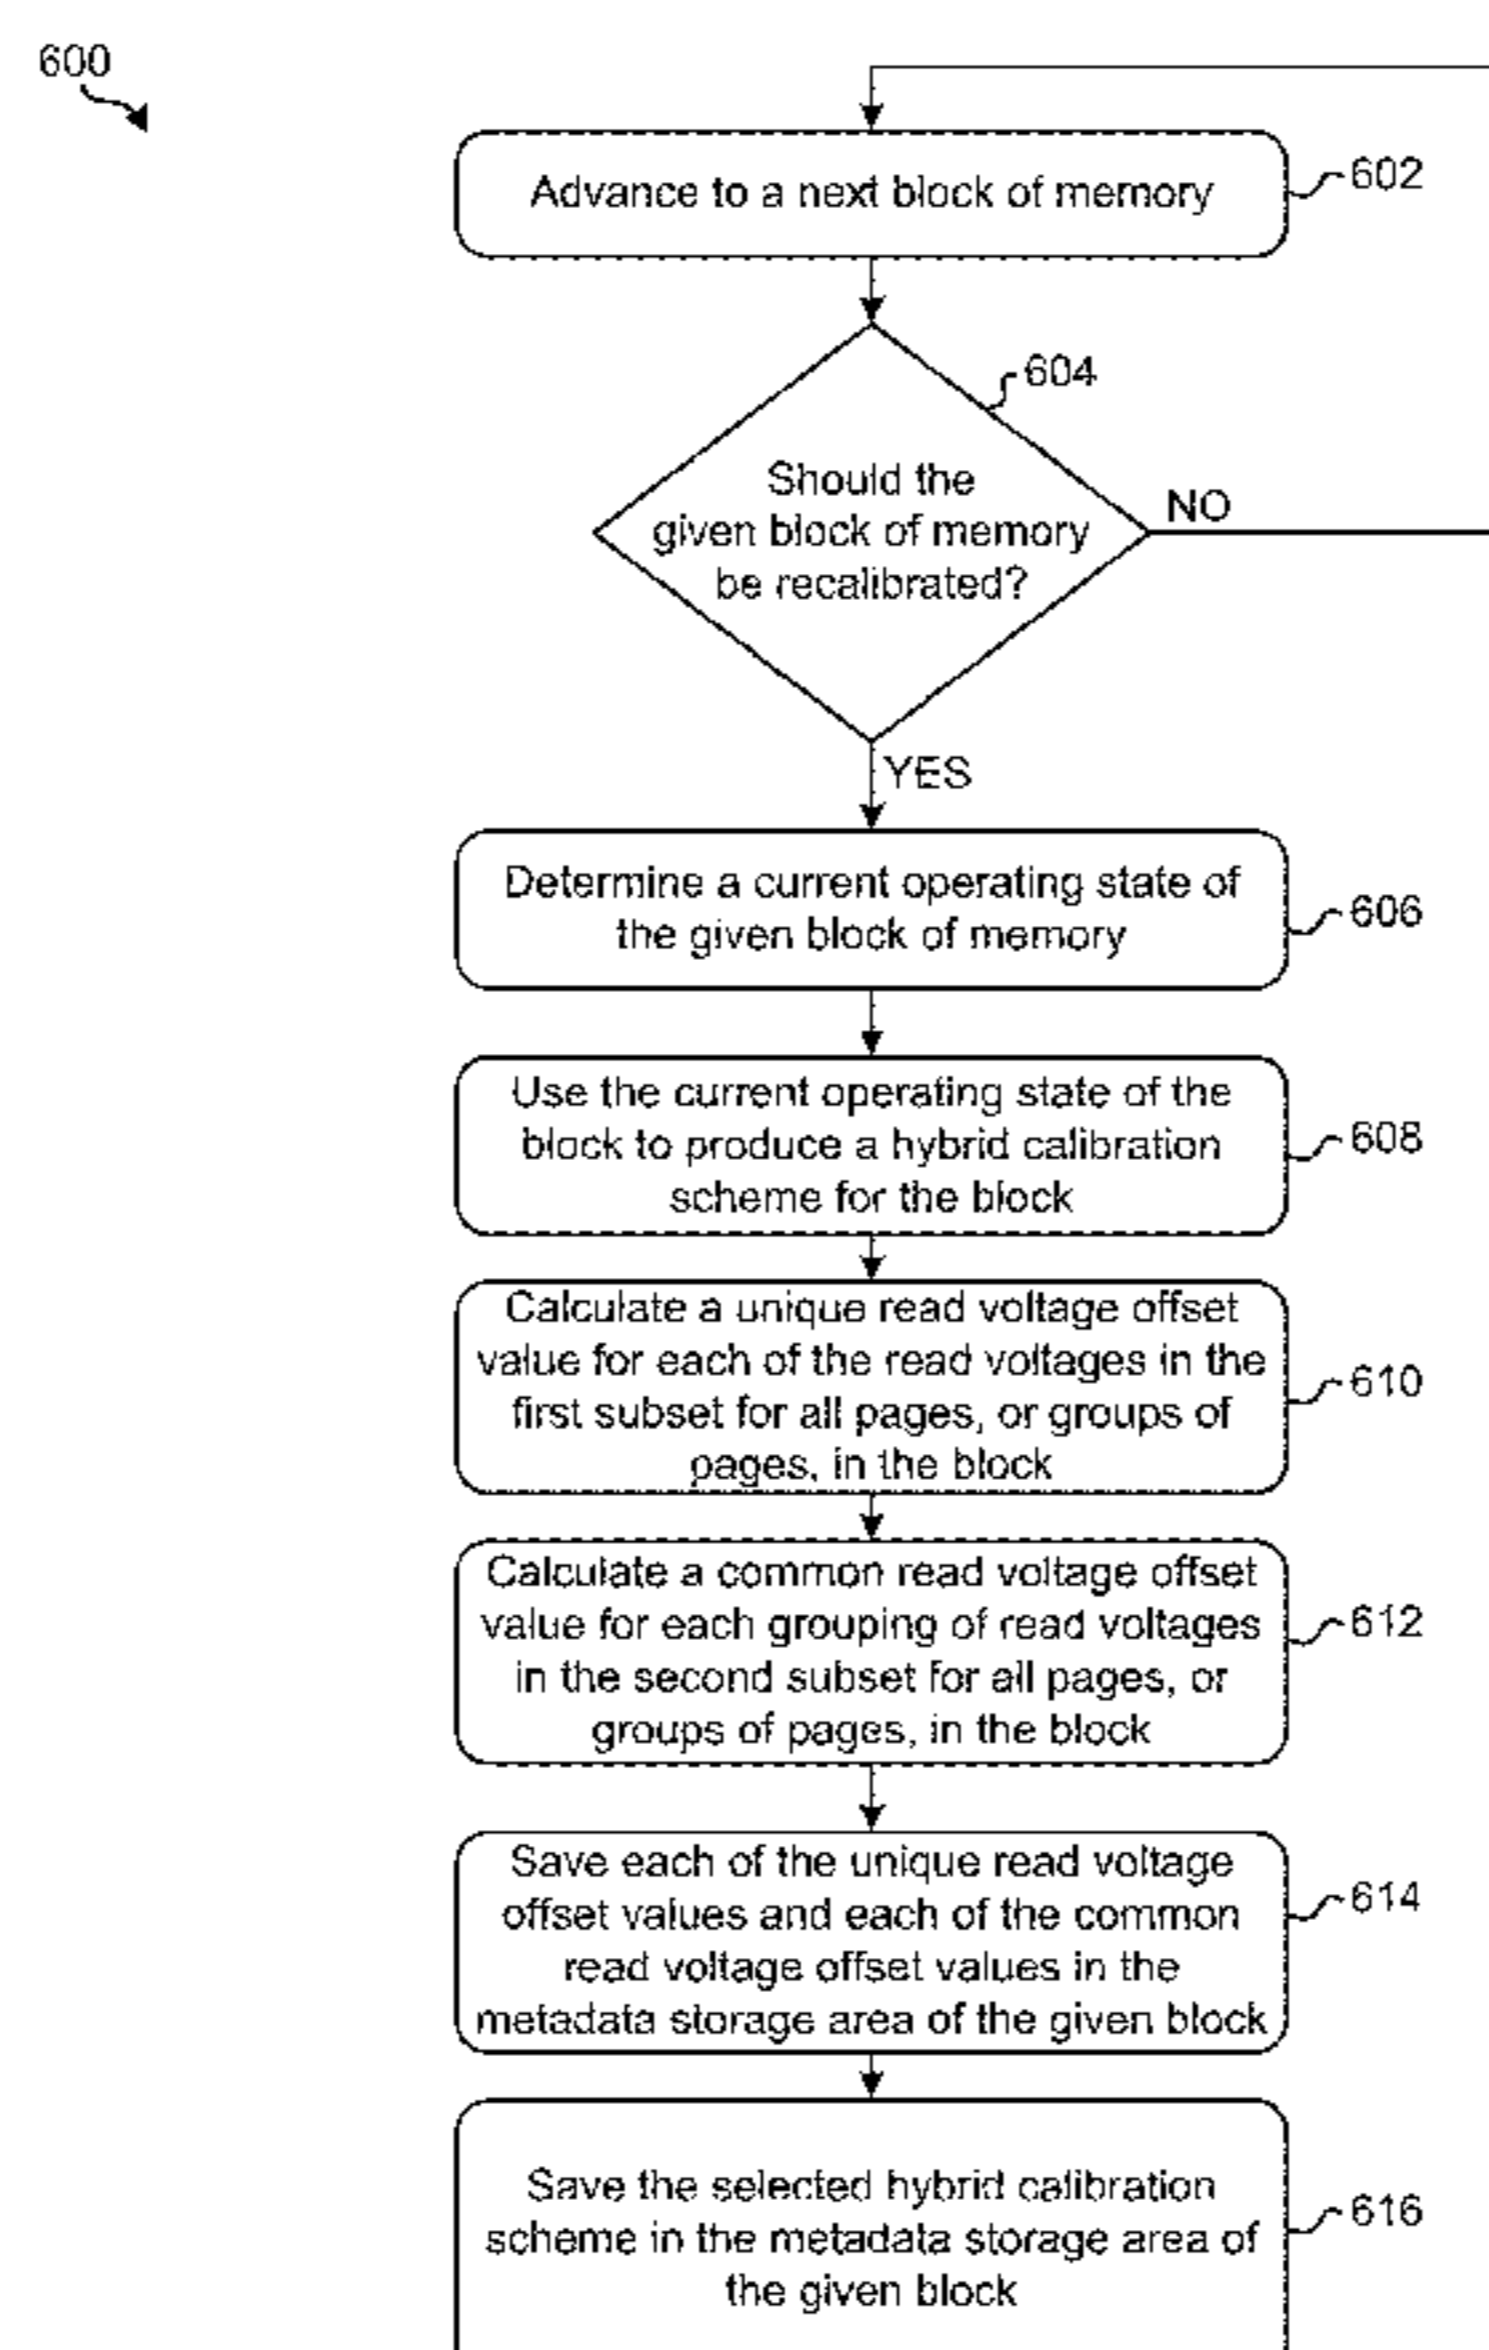 600
Advance to a next block of memory
602
604
Should the
given block of memory
be recalibrated?
NO
YES
Determine a current operating state of
the given block of memory
606
Use the current operating state of the
block to produce a hybrid calibration
scheme for the block
608
Calculate a unique read voltage offset
value for each of the read voltages in the
first subset for all pages, or groups of
pages, in the block
610
Calculate a common read voltage offset
value for each grouping of read voltages
in the second subset for all pages, or
groups of pages, in the block
612
Save each of the unique read voltage
offset values and each of the common
read voltage offset values in the
metadata storage area of the given block
614
Save the selected hybrid calibration
scheme in the metadata storage area of
the given block
616